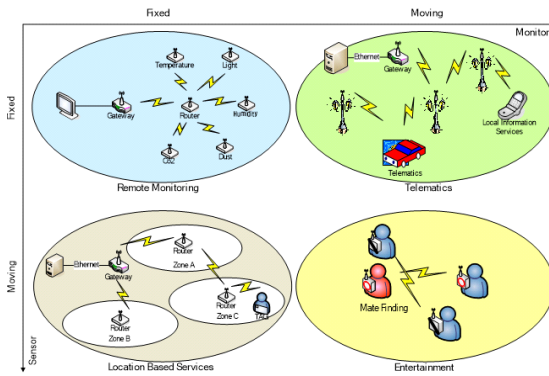 Fixed
Moving
Monitor
Fixed
Temperature
Light
Gateway
Router
Humidity
Dust
Remote Monitoring
Ethernet
Gateway
Local Information
Services
Telematics
Telematics
Moving
Sensor
Ethernet
Gateway
Router
Zone A
Router
Zone B
Router
Zone C
TAG
Location Based Services
Mate Finding
Entertainment